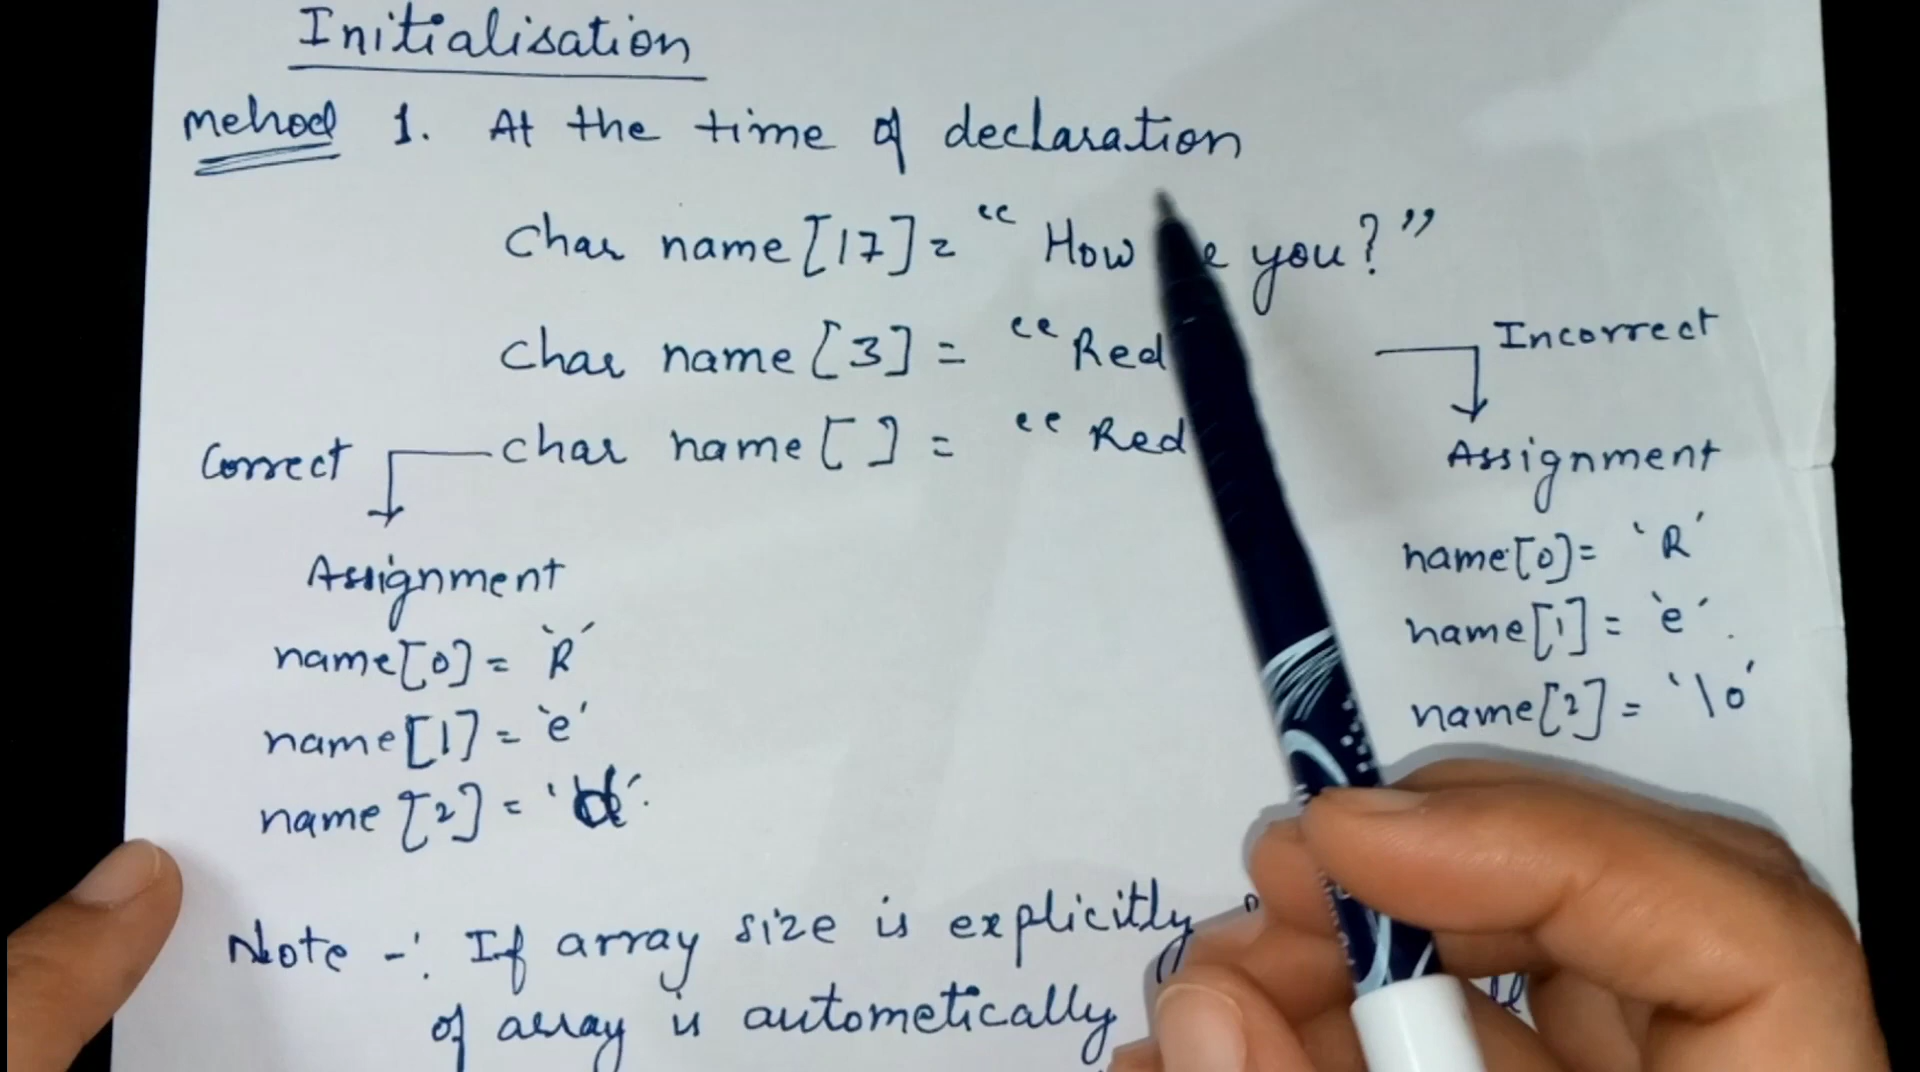 Initialisation
Mehod 1. At the time of declaration
char name[17] = "How you?"
char name[3] = "Red
Incorrect
char name[ ] = "Red
Correct
Assignment
name[0] = 'R'
name[1] = 'e'
name[2] = '\0'
Assignment
name[0] = 'R'
name[1] = 'e'
name[2] = 'd'.
Note -: If array size is explicitly
of array is autometically